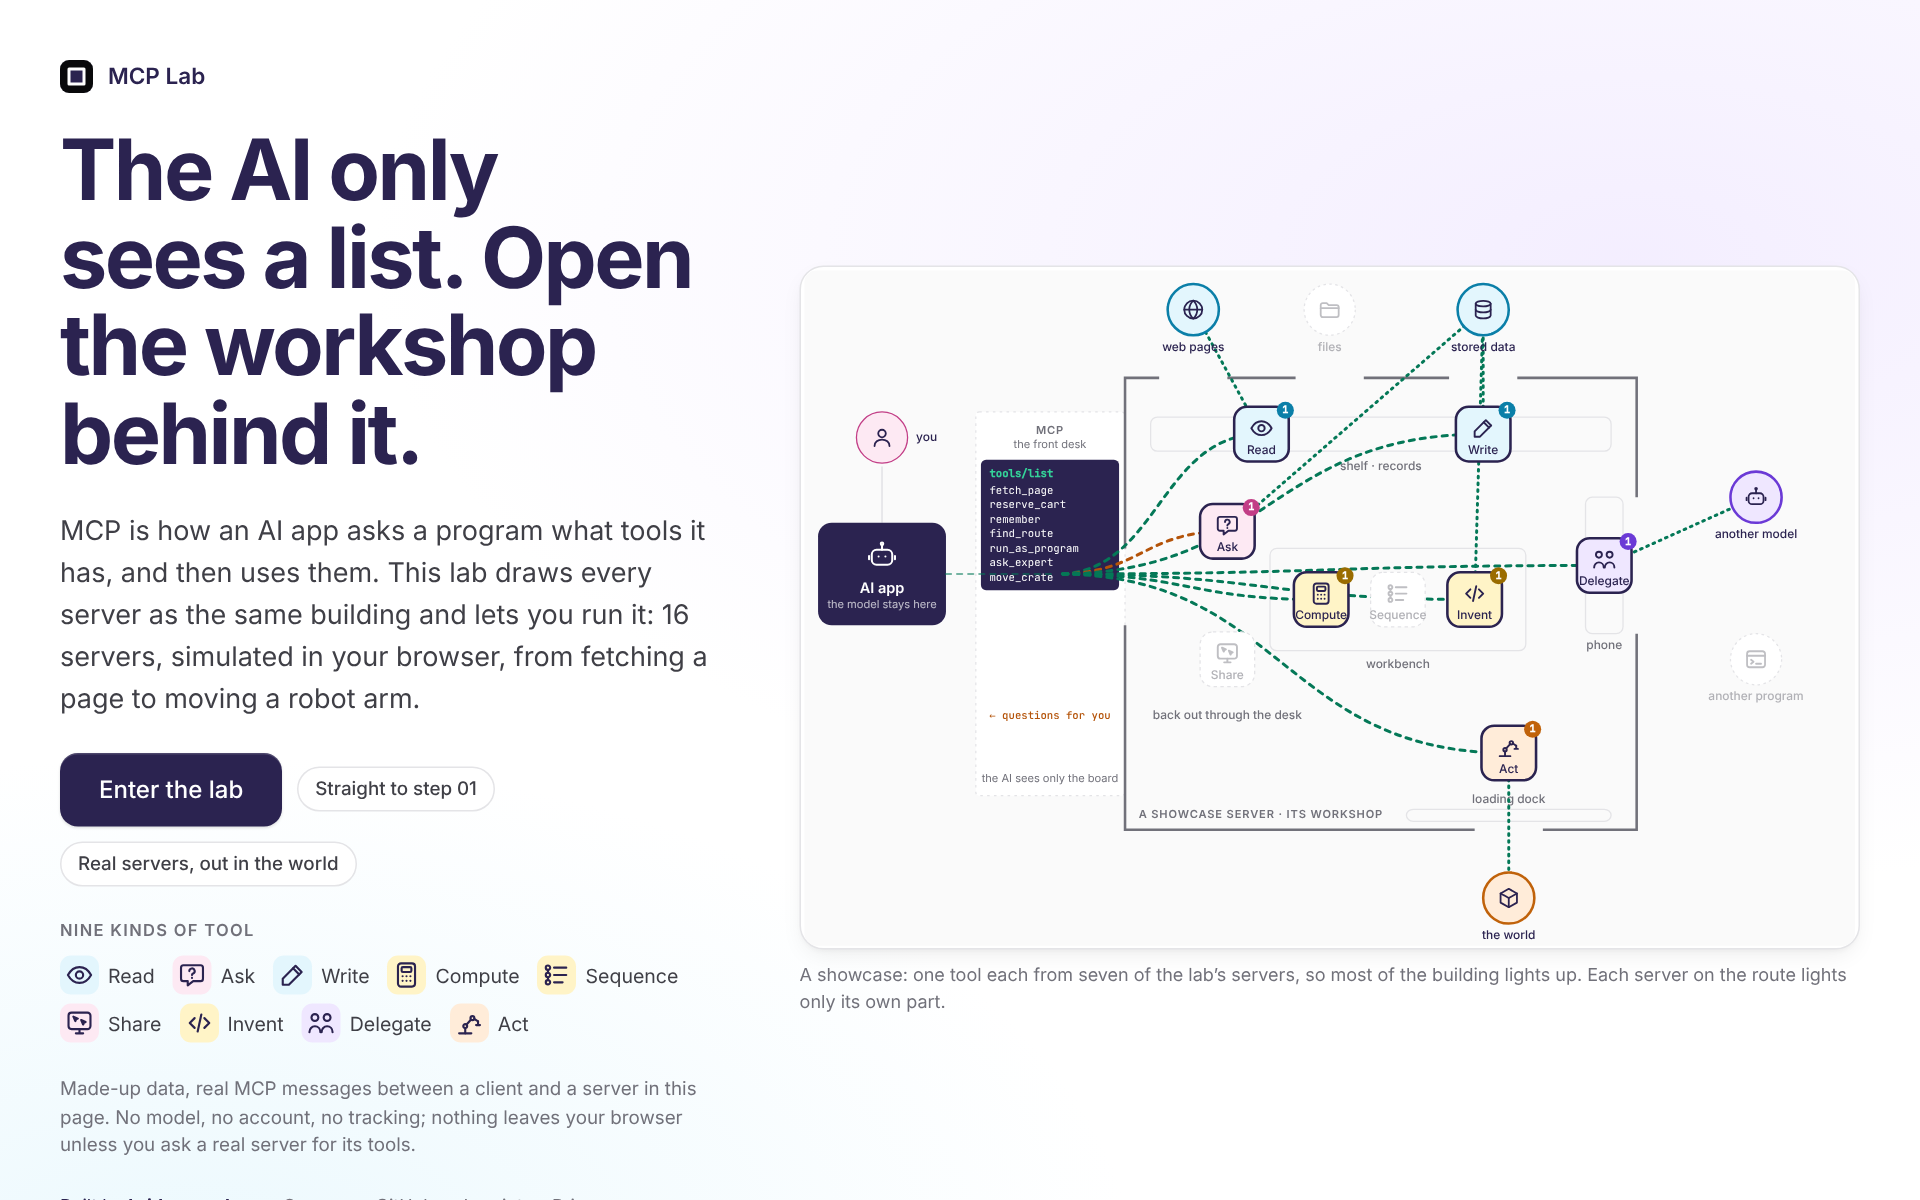 MCP Lab
The AI only
sees a list. Open
the workshop
behind it.
MCP is how an AI app asks a program what tools it
has, and then uses them. This lab draws every
server as the same building and lets you run it: 16
servers, simulated in your browser, from fetching a
page to moving a robot arm.
Enter the lab
Straight to step 01
Real servers, out in the world
NINE KINDS OF TOOL
Read
Ask
Write
Compute
Sequence
Share
Invent
Delegate
Act
Made-up data, real MCP messages between a client and a server in this
page. No model, no account, no tracking; nothing leaves your browser
unless you ask a real server for its tools.
web pages
files
stored data
you
MCP
the front desk
tools/list
fetch_page
reserve_cart
remember
find_route
run_as_program
ask_expert
move_crate
AI app
the model stays here
← questions for you
the AI sees only the board
1
Read
1
Write
shelf · records
1
Ask
1
Compute
Sequence
1
Invent
workbench
Share
back out through the desk
1
Delegate
phone
another model
another program
1
Act
loading dock
A SHOWCASE SERVER · ITS WORKSHOP
the world
A showcase: one tool each from seven of the lab’s servers, so most of the building lights up. Each server on the route lights
only its own part.